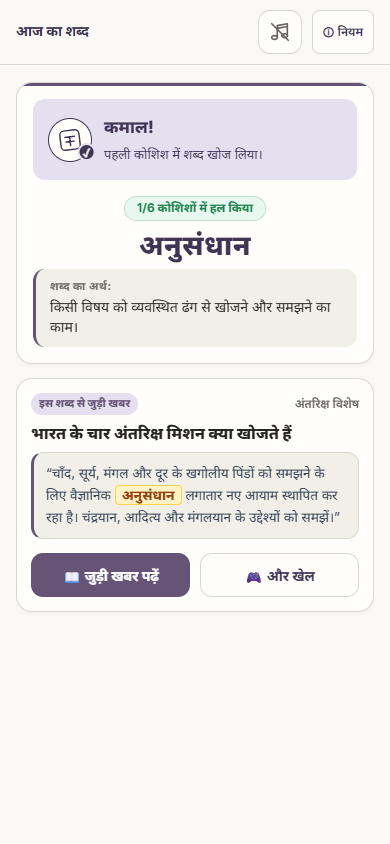 आज का शब्द
नियम
कमाल!
पहली कोशिश में शब्द खोज लिया।
1/6 कोशिशों में हल किया
अनुसंधान
शब्द का अर्थ:
किसी विषय को व्यवस्थित ढंग से खोजने और समझने का
काम।
इस शब्द से जुड़ी खबर
अंतरिक्ष विशेष
भारत के चार अंतरिक्ष मिशन क्या खोजते हैं
“चाँद, सूर्य, मंगल और दूर के खगोलीय पिंडों को समझने के
लिए वैज्ञानिक अनुसंधान लगातार नए आयाम स्थापित कर
रहा है। चंद्रयान, आदित्य और मंगलयान के उद्देश्यों को समझें।”
जुड़ी खबर पढ़ें
और खेल